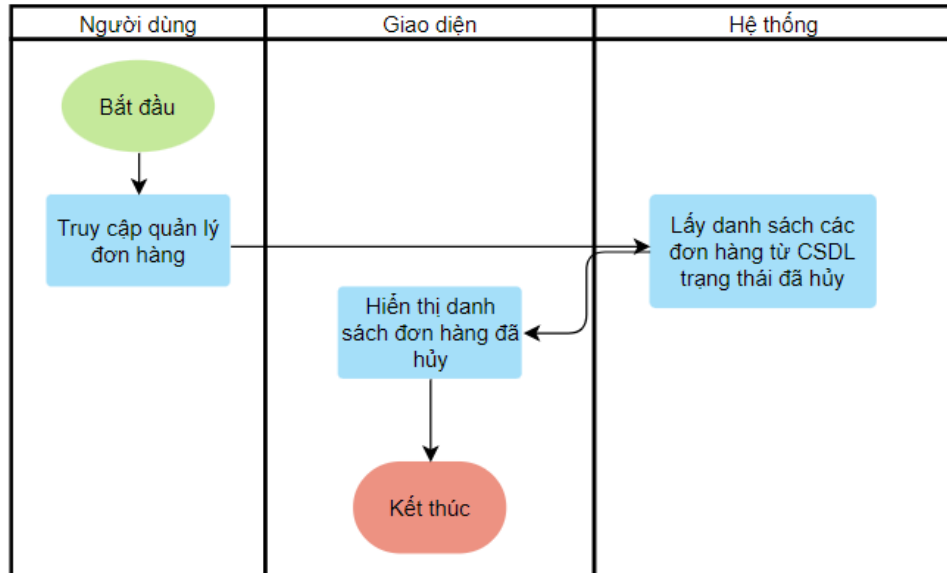 Người dùng
Giao diện
Hệ thống
Bắt đầu
Truy cập quản lý
đơn hàng
Lấy danh sách các
đơn hàng từ CSDL
trạng thái đã hủy
Hiển thị danh
sách đơn hàng đã
hủy
Kết thúc